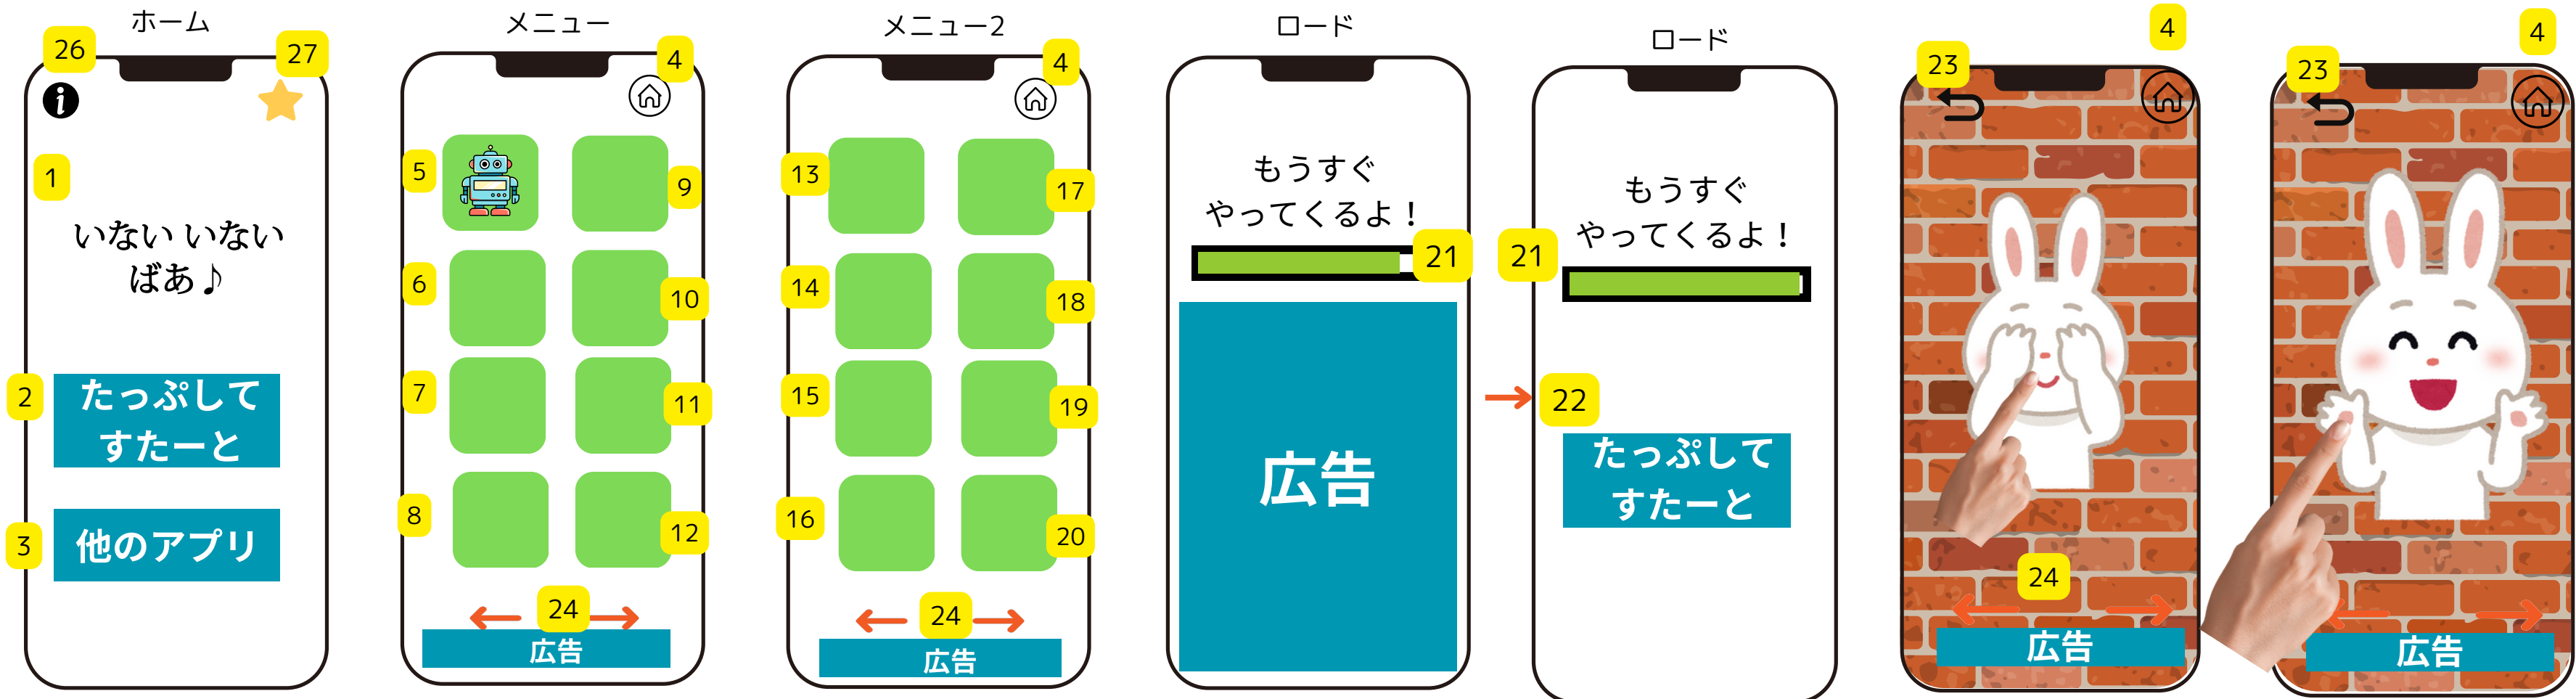 ホーム
26
27
1
いない いない
ばあ♪
2
たっぷして
すたーと
3
他のアプリ
メニュー
4
5
9
6
10
7
11
8
12
24
広告
メニュー2
4
13
17
14
18
15
19
16
20
24
広告
ロード
もうすぐ
やってくるよ！
21
広告
ロード
もうすぐ
やってくるよ！
21
22
たっぷして
すたーと
4
23
24
広告
4
23
広告